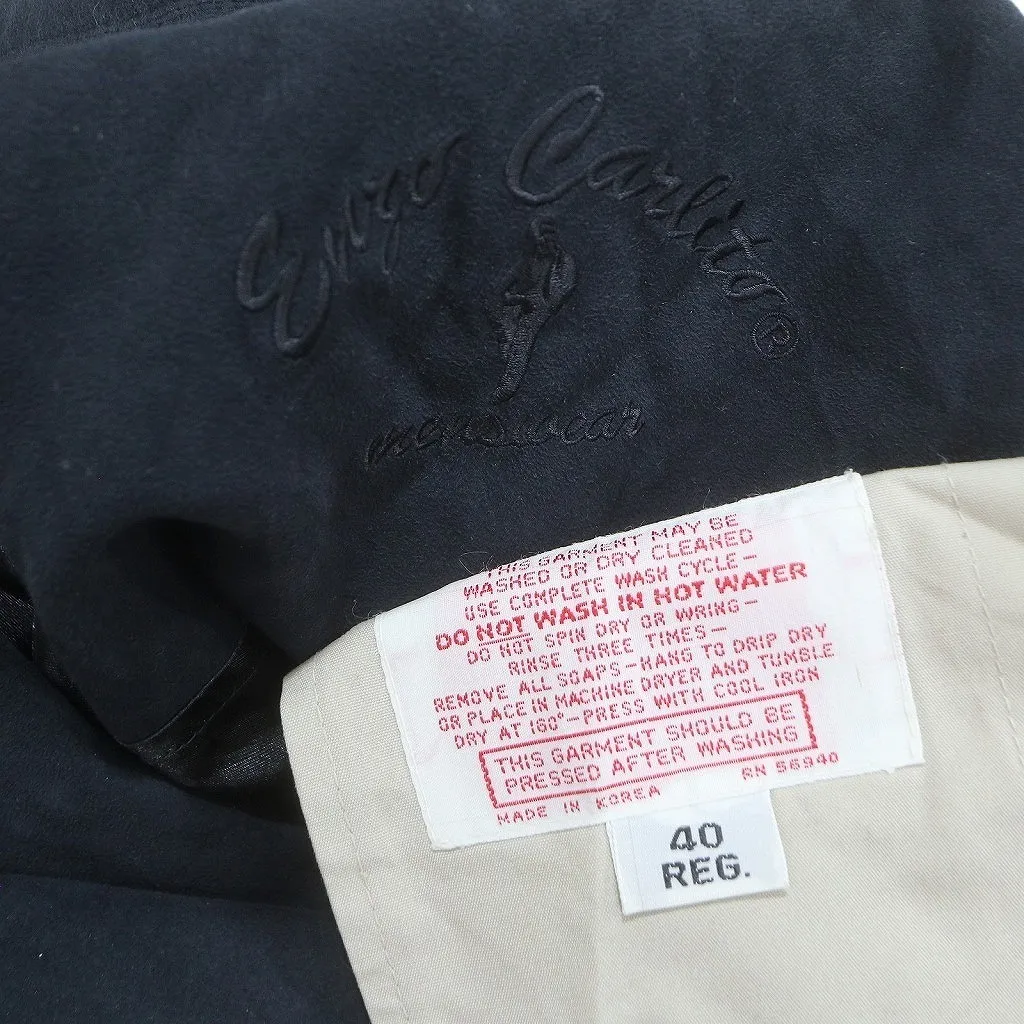 Enzo Carlito®
menswear
THIS GARMENT MAY BE
WASHED OR DRY CLEANED
USE COMPLETE WASH CYCLE—
DO NOT WASH IN HOT WATER
DO NOT SPIN DRY OR WRING—
RINSE THREE TIMES—
REMOVE ALL SOAPS-HANG TO DRIP DRY
OR PLACE IN MACHINE DRYER AND TUMBLE
DRY AT 160°-PRESS WITH COOL IRON
THIS GARMENT SHOULD BE
PRESSED AFTER WASHING
MADE IN KOREA RN 56940
40
REG.